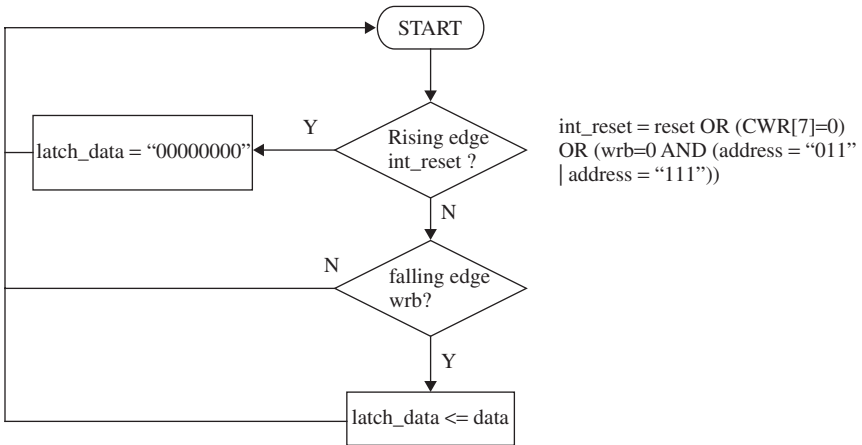 START
Y
Rising edge
int_reset ?
latch_data = “00000000”
int_reset = reset OR (CWR[7]=0)
OR (wrb=0 AND (address = “011”
| address = “111”))
N
N
falling edge
wrb?
Y
latch_data <= data